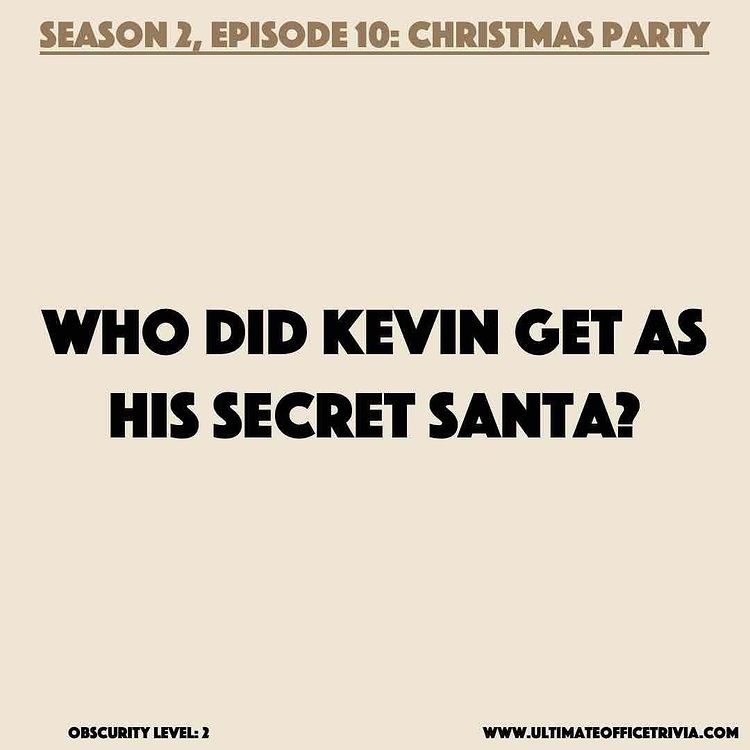 SEASON 2, EPISODE 10: CHRISTMAS PARTY
WHO DID KEVIN GET AS
HIS SECRET SANTA?
OBSCURITY LEVEL: 2
WWW.ULTIMATEOFFICETRIVIA.COM